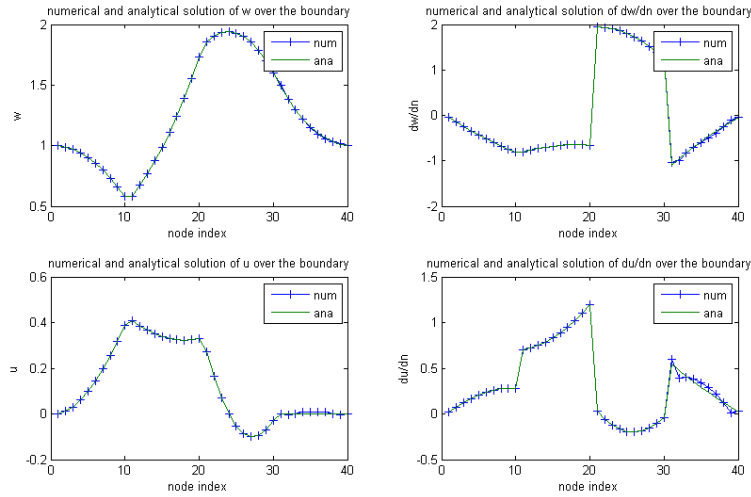 numerical and analytical solution of w over the boundary
2
1.5
1
0.5
0
10
20
30
40
w
node index
num
ana
numerical and analytical solution of dw/dn over the boundary
2
1
0
-1
-2
0
10
20
30
40
dw/dn
node index
num
ana
numerical and analytical solution of u over the boundary
0.6
0.4
0.2
0
-0.2
0
10
20
30
40
u
node index
num
ana
numerical and analytical solution of du/dn over the boundary
1.5
1
0.5
0
-0.5
0
10
20
30
40
du/dn
node index
num
ana